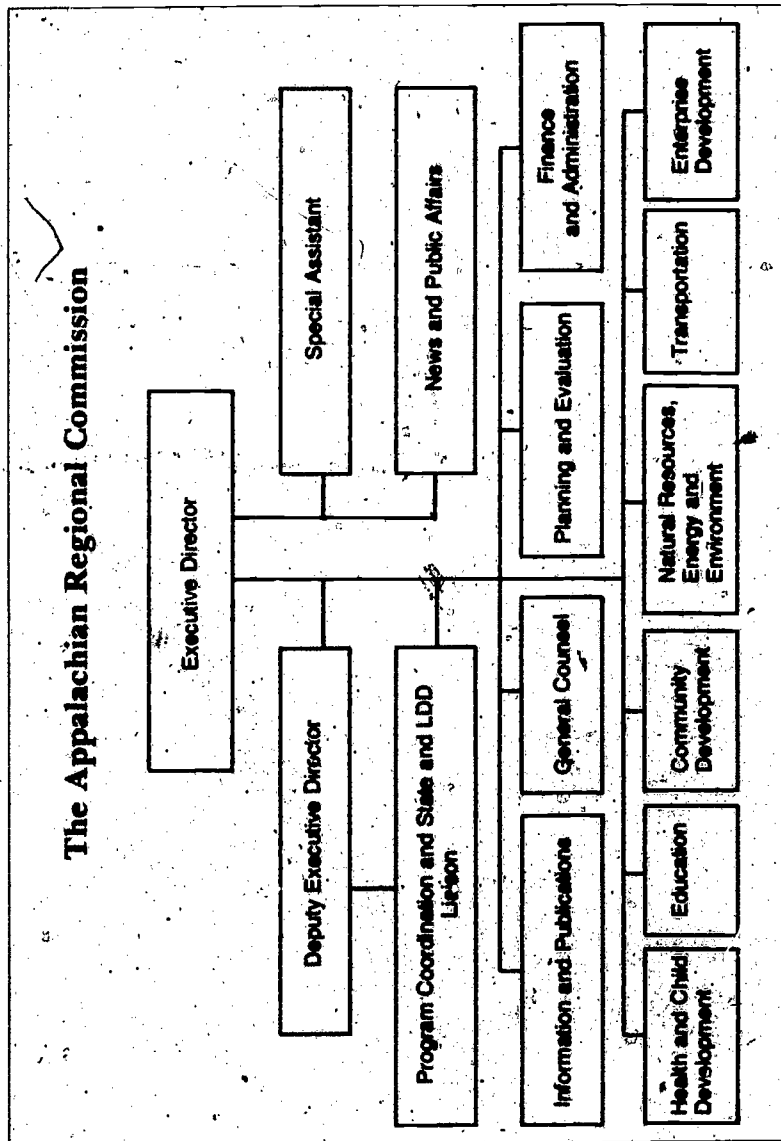 The Appalachian Regional Commission
Executive Director
Deputy Executive Director
Special Assistant
Program Coordination and State and LDD
Liaison
News and Public Affairs
Information and Publications
General Counsel
Planning and Evaluation
Finance
and Administration
Health and Child
Development
Education
Community
Development
Natural Resources,
Energy and
Environment
Transportation
Enterprise
Development